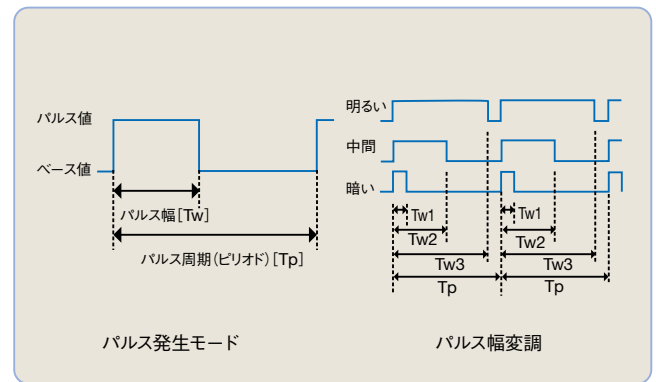 パルス値
ベース値
パルス幅[Tw]
パルス周期(ピリオド)[Tp]
パルス発生モード
明るい
中間
暗い
Tw1
Tw2
Tw3
Tp
Tw1
Tw2
Tw3
Tp
パルス幅変調